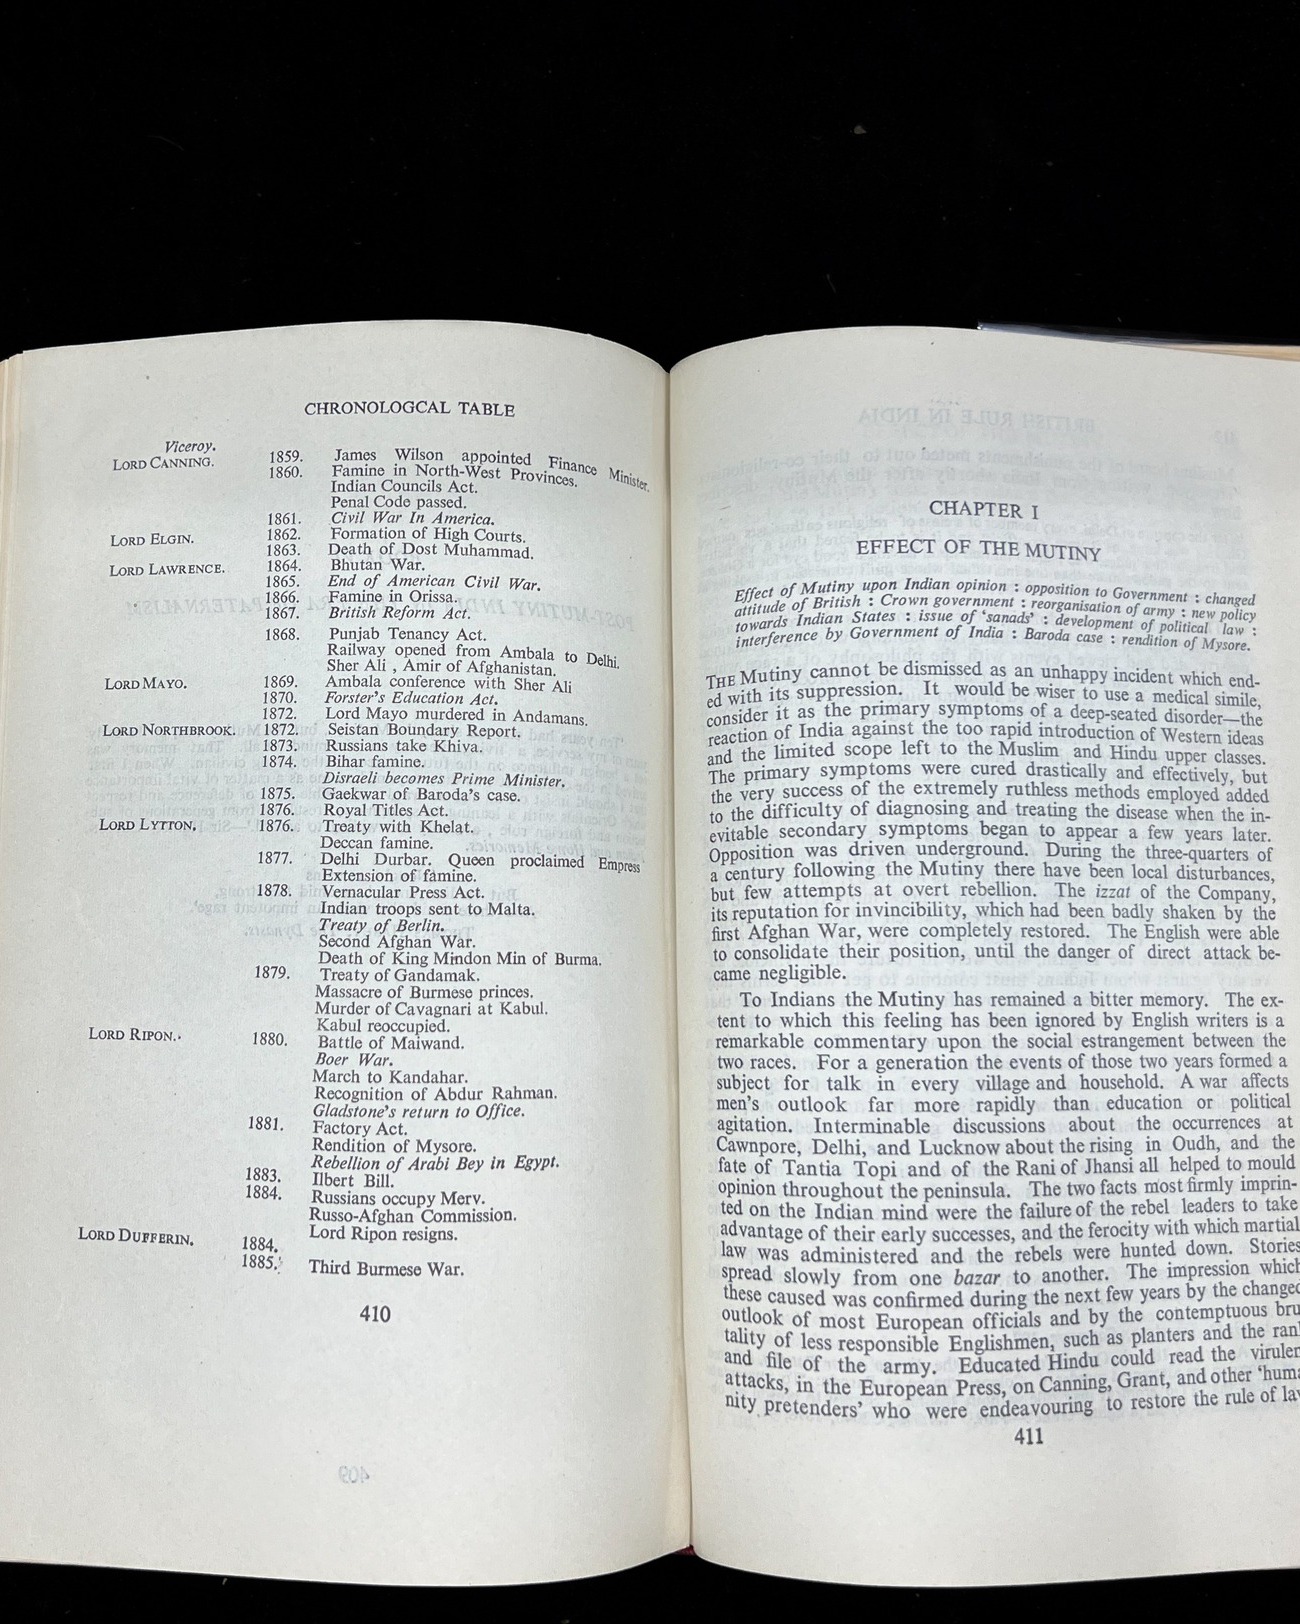 CHRONOLOGCAL TABLE
Viceroy.
LORD CANNING. 1859. James Wilson appointed Finance Minister.
1860. Famine in North-West Provinces.
Indian Councils Act.
Penal Code passed.
1861. Civil War In America.
LORD ELGIN. 1862. Formation of High Courts.
1863. Death of Dost Muhammad.
LORD LAWRENCE. 1864. Bhutan War.
1865. End of American Civil War.
1866. Famine in Orissa.
1867. British Reform Act.
1868. Punjab Tenancy Act.
Railway opened from Ambala to Delhi.
Sher Ali , Amir of Afghanistan.
LORD MAYO. 1869. Ambala conference with Sher Ali
1870. Forster's Education Act.
1872. Lord Mayo murdered in Andamans.
LORD NORTHBROOK. 1872. Seistan Boundary Report.
1873. Russians take Khiva.
1874. Bihar famine.
Disraeli becomes Prime Minister.
1875. Gaekwar of Baroda's case.
1876. Royal Titles Act.
LORD LYTTON. 1876. Treaty with Khelat.
Deccan famine.
1877. Delhi Durbar. Queen proclaimed Empress
Extension of famine.
1878. Vernacular Press Act.
Indian troops sent to Malta.
Treaty of Berlin.
Second Afghan War.
Death of King Mindon Min of Burma.
1879. Treaty of Gandamak.
Massacre of Burmese princes.
Murder of Cavagnari at Kabul.
Kabul reoccupied.
LORD RIPON. 1880. Battle of Maiwand.
Boer War.
March to Kandahar.
Recognition of Abdur Rahman.
Gladstone's return to Office.
1881. Factory Act.
Rendition of Mysore.
Rebellion of Arabi Bey in Egypt.
1883. Ilbert Bill.
1884. Russians occupy Merv.
Russo-Afghan Commission.
Lord Ripon resigns.
LORD DUFFERIN. 1884.
1885. Third Burmese War.
410
CHAPTER I
EFFECT OF THE MUTINY
Effect of Mutiny upon Indian opinion : opposition to Government : changed
attitude of British : Crown government : reorganisation of army : new policy
towards Indian States : issue of 'sanads' : development of political law :
interference by Government of India : Baroda case : rendition of Mysore.
THE Mutiny cannot be dismissed as an unhappy incident which end-
ed with its suppression. It would be wiser to use a medical simile,
consider it as the primary symptoms of a deep-seated disorder—the
reaction of India against the too rapid introduction of Western ideas
and the limited scope left to the Muslim and Hindu upper classes.
The primary symptoms were cured drastically and effectively, but
the very success of the extremely ruthless methods employed added
to the difficulty of diagnosing and treating the disease when the in-
evitable secondary symptoms began to appear a few years later.
Opposition was driven underground. During the three-quarters of
a century following the Mutiny there have been local disturbances,
but few attempts at overt rebellion. The izzat of the Company,
its reputation for invincibility, which had been badly shaken by the
first Afghan War, were completely restored. The English were able
to consolidate their position, until the danger of direct attack be-
came negligible.
To Indians the Mutiny has remained a bitter memory. The ex-
tent to which this feeling has been ignored by English writers is a
remarkable commentary upon the social estrangement between the
two races. For a generation the events of those two years formed a
subject for talk in every village and household. A war affects
men's outlook far more rapidly than education or political
agitation. Interminable discussions about the occurrences at
Cawnpore, Delhi, and Lucknow about the rising in Oudh, and the
fate of Tantia Topi and of the Rani of Jhansi all helped to mould
opinion throughout the peninsula. The two facts most firmly imprin-
ted on the Indian mind were the failure of the rebel leaders to take
advantage of their early successes, and the ferocity with which martial
law was administered and the rebels were hunted down. Stories
spread slowly from one bazar to another. The impression which
these caused was confirmed during the next few years by the changed
outlook of most European officials and by the contemptuous bru
tality of less responsible Englishmen, such as planters and the ran
and file of the army. Educated Hindu could read the virulen
attacks, in the European Press, on Canning, Grant, and other 'huma
nity pretenders' who were endeavouring to restore the rule of la
411